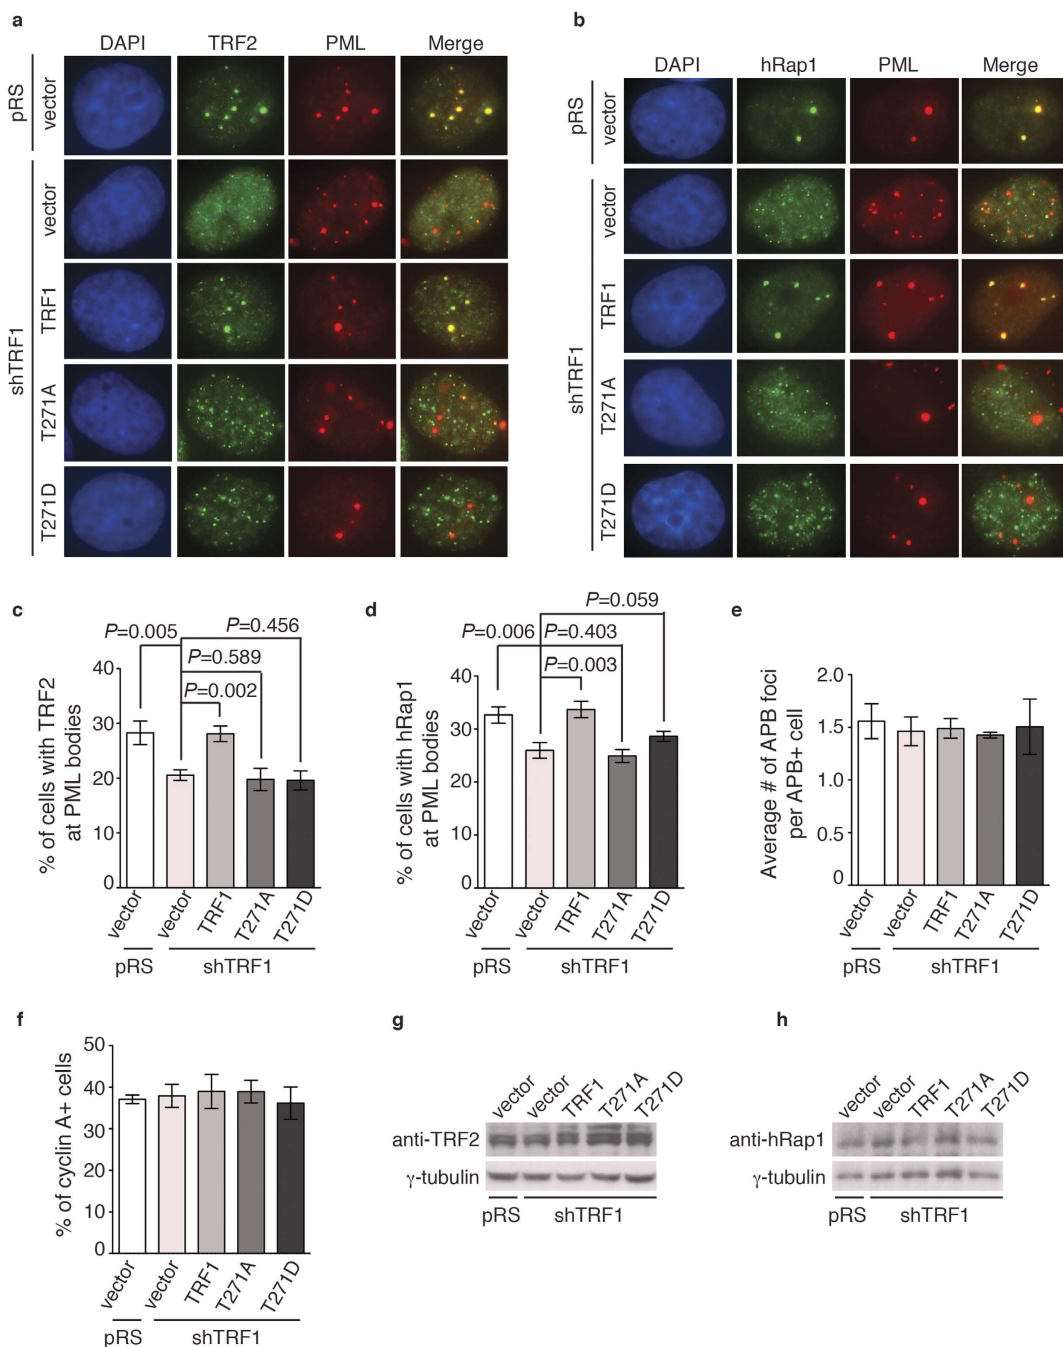 a
DAPI TRF2 PML Merge
pRS
vector
shTRF1
vector
TRF1
T271A
T271D
b
DAPI hRap1 PML Merge
pRS
vector
shTRF1
vector
TRF1
T271A
T271D
c
P=0.005
P=0.456
P=0.589
P=0.002
% of cells with TRF2
at PML bodies
40
30
20
10
0
vector vector TRF1 T271A T271D
pRS shTRF1
d
P=0.059
P=0.006
P=0.403
P=0.003
% of cells with hRap1
at PML bodies
40
30
20
10
0
vector vector TRF1 T271A T271D
pRS shTRF1
e
Average # of APB foci
per APB+ cell
2.0
1.5
1.0
0.5
0
vector vector TRF1 T271A T271D
pRS shTRF1
f
% of cyclin A+ cells
50
40
30
20
10
0
vector vector TRF1 T271A T271D
pRS shTRF1
g
vector vector TRF1 T271A T271D
anti-TRF2
γ-tubulin
pRS shTRF1
h
vector vector TRF1 T271A T271D
anti-hRap1
γ-tubulin
pRS shTRF1